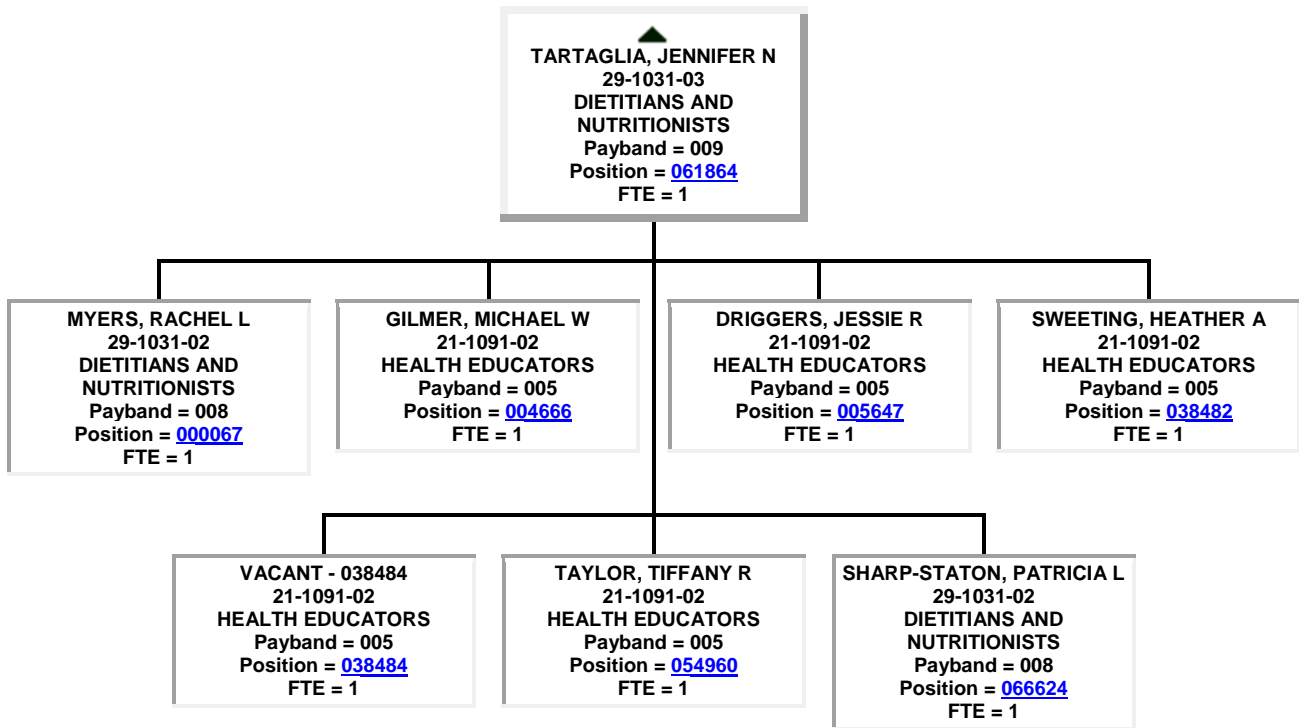 TARTAGLIA, JENNIFER N
29-1031-03
DIETITIANS AND
NUTRITIONISTS
Payband = 009
Position = 061864
FTE = 1
MYERS, RACHEL L
29-1031-02
DIETITIANS AND
NUTRITIONISTS
Payband = 008
Position = 000067
FTE = 1
GILMER, MICHAEL W
21-1091-02
HEALTH EDUCATORS
Payband = 005
Position = 004666
FTE = 1
DRIGGERS, JESSIE R
21-1091-02
HEALTH EDUCATORS
Payband = 005
Position = 005647
FTE = 1
SWEETING, HEATHER A
21-1091-02
HEALTH EDUCATORS
Payband = 005
Position = 038482
FTE = 1
VACANT - 038484
21-1091-02
HEALTH EDUCATORS
Payband = 005
Position = 038484
FTE = 1
TAYLOR, TIFFANY R
21-1091-02
HEALTH EDUCATORS
Payband = 005
Position = 054960
FTE = 1
SHARP-STATON, PATRICIA L
29-1031-02
DIETITIANS AND
NUTRITIONISTS
Payband = 008
Position = 066624
FTE = 1